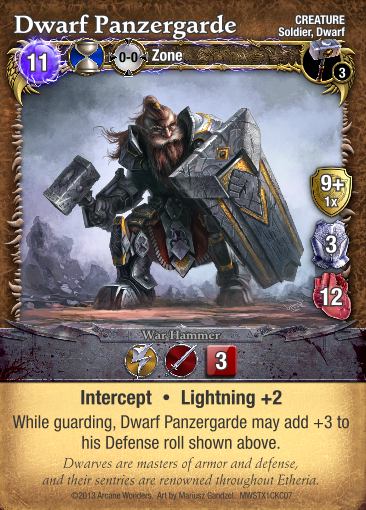 Dwarf Panzergarde
CREATURE
Soldier, Dwarf
11
0-0
Zone
3
9+
1x
3
12
War Hammer
3
Intercept • Lightning +2
While guarding, Dwarf Panzergarde may add +3 to
his Defense roll shown above.
Dwarves are masters of armor and defense,
and their sentries are renowned throughout Etheria.
©2013 Arcane Wonders. Art by Mariusz Gandzel. MWSTX1CKC07